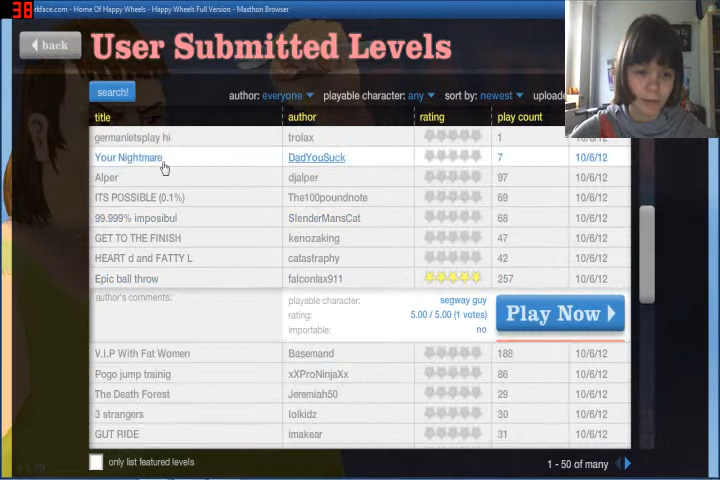 38
rkface.com - Home Of Happy Wheels - Happy Wheels Full Version - Maxthon Browser
back
User Submitted Levels
search!
author: everyone playable character: any sort by: newest uploade
title author rating play count
germanletsplay hi trolax 1 10/6/12
Your Nightmare DadYouSuck 7 10/6/12
Alper djalper 97 10/6/12
ITS POSSIBLE (0.1%) The100poundnote 69 10/6/12
99.999% imposibul SlenderMansCat 68 10/6/12
GET TO THE FINISH kenozaking 47 10/6/12
HEART d and FATTY L catastraphy 42 10/6/12
Epic ball throw falconlax911 257 10/6/12
author's comments:
playable character: segway guy
rating: 5.00 / 5.00 (1 votes)
importable: no
Play Now
V.I.P With Fat Women Basemand 188 10/6/12
Pogo jump trainig xXProNinjaXx 86 10/6/12
The Death Forest Jeremiah50 29 10/6/12
3 strangers lolkidz 30 10/6/12
GUT RIDE imakear 31 10/6/12
only list featured levels
1 - 50 of many